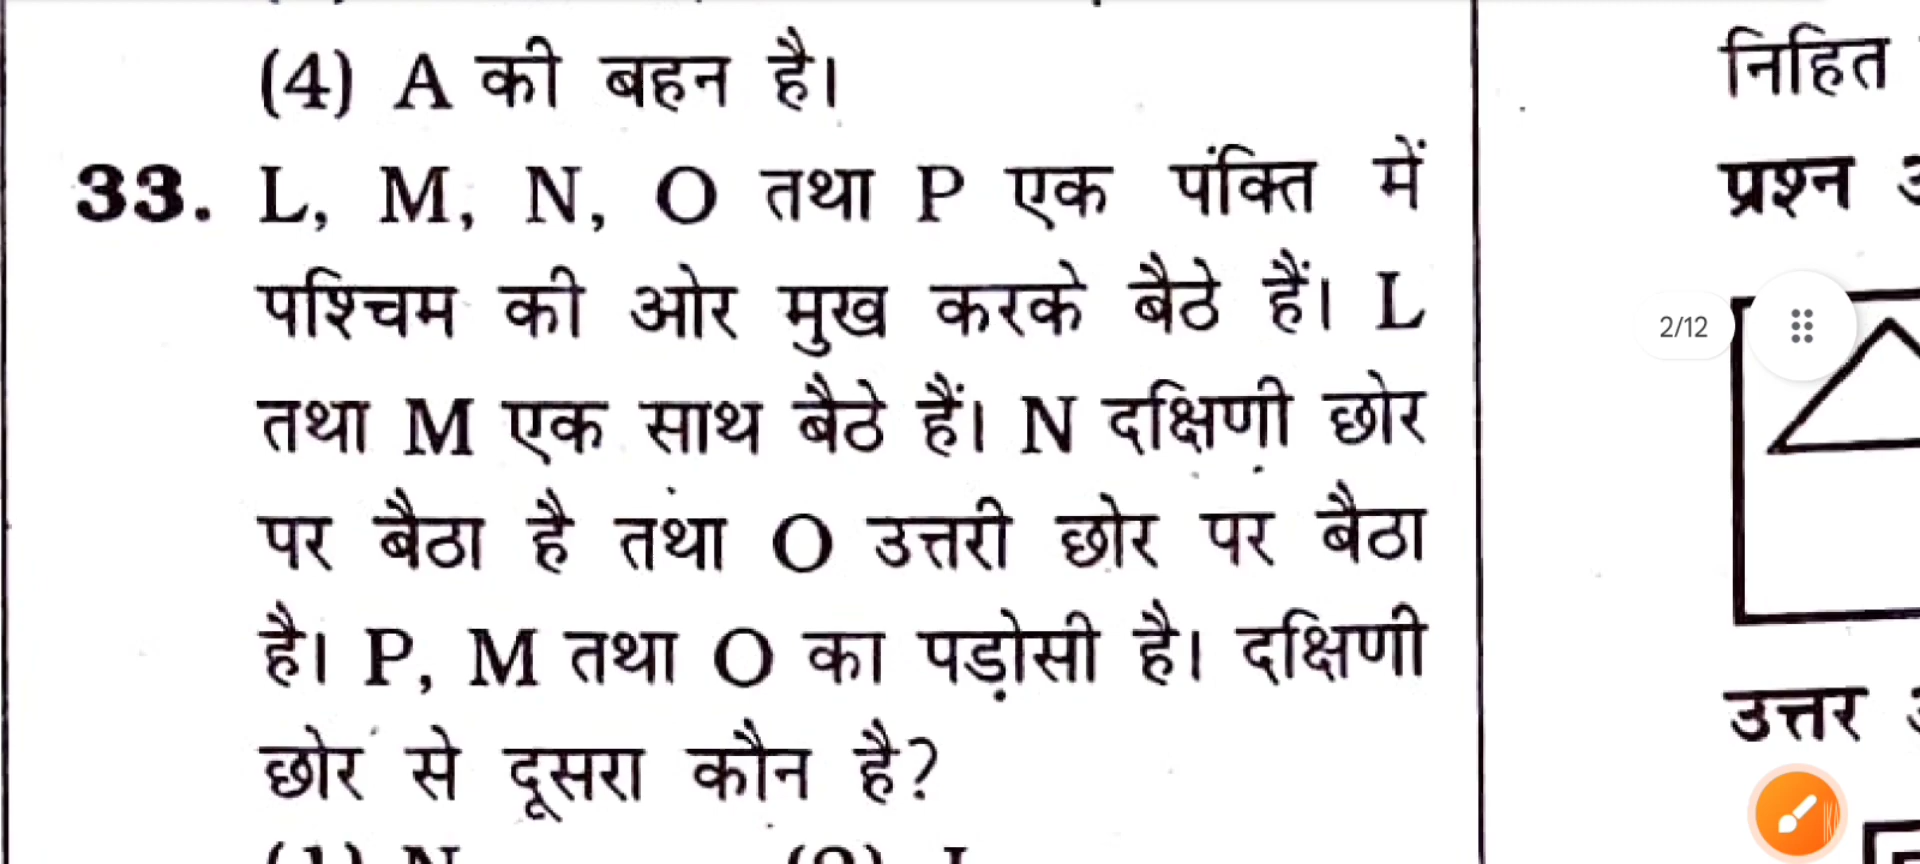 (4) A की बहन है।
33. L, M, N, O तथा P एक पंक्ति में
पश्चिम की ओर मुख करके बैठे हैं। L
तथा M एक साथ बैठे हैं। N दक्षिणी छोर
पर बैठा है तथा O उत्तरी छोर पर बैठा
है। P, M तथा O का पड़ोसी है। दक्षिणी
छोर से दूसरा कौन है?
निहित
प्रश्न
2/12
उत्तर